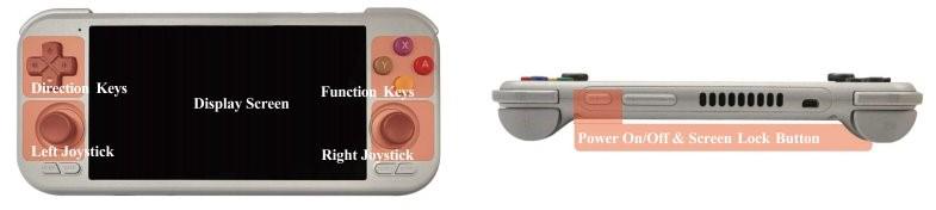 X
Y
A
Direction Keys
Display Screen
Function Keys
Left Joystick
Right Joystick
Power On/Off & Screen Lock Button